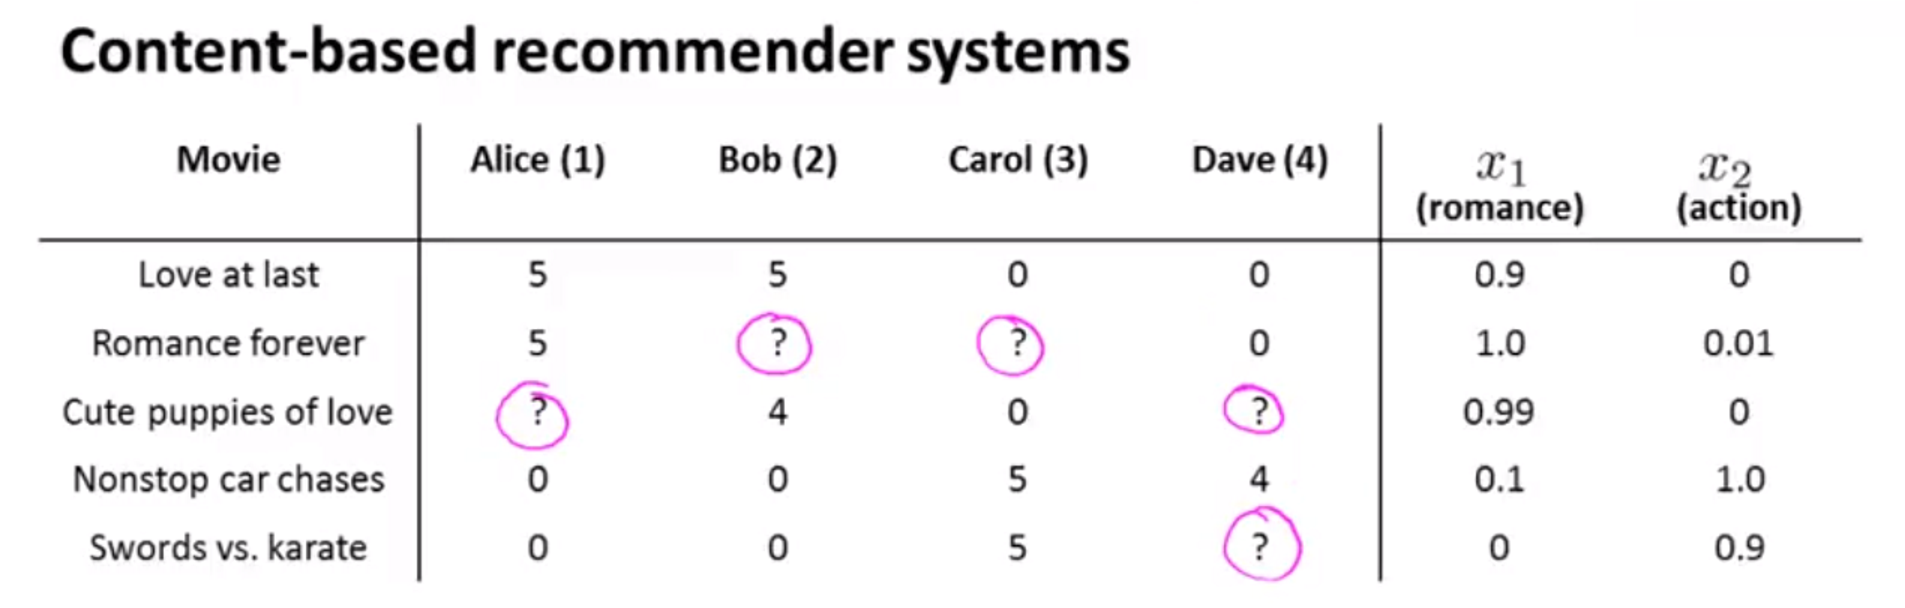 Content-based recommender systems
Movie Alice (1) Bob (2) Carol (3) Dave (4) x1 (romance) x2 (action)
Love at last 5 5 0 0 0.9 0
Romance forever 5 ? ? 0 1.0 0.01
Cute puppies of love ? 4 0 ? 0.99 0
Nonstop car chases 0 0 5 4 0.1 1.0
Swords vs. karate 0 0 5 ? 0 0.9